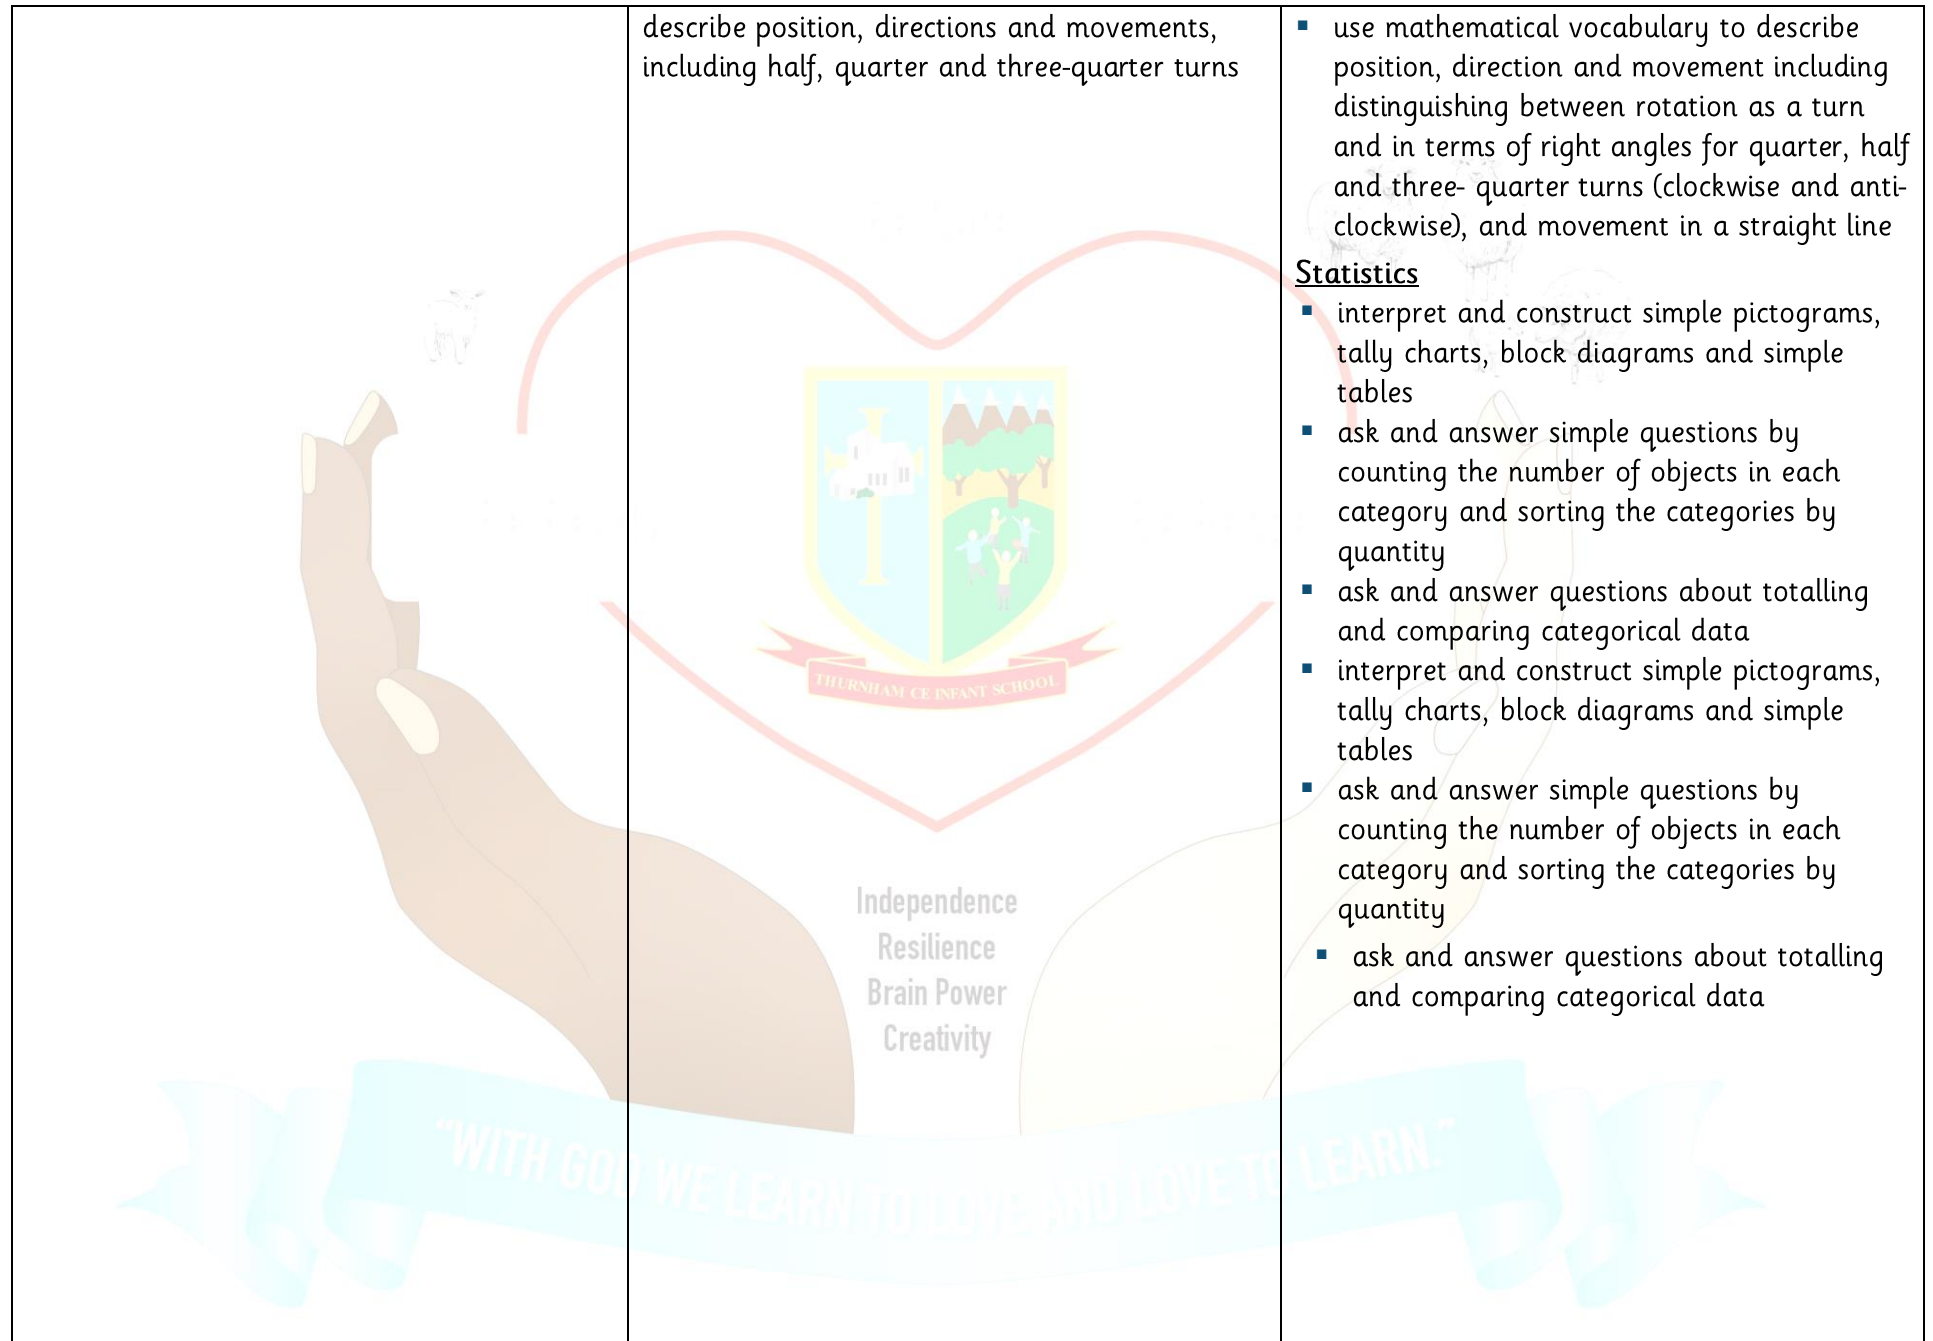 describe position, directions and movements,
including half, quarter and three-quarter turns
▪ use mathematical vocabulary to describe
position, direction and movement including
distinguishing between rotation as a turn
and in terms of right angles for quarter, half
and three- quarter turns (clockwise and anti-
clockwise), and movement in a straight line
Statistics
▪ interpret and construct simple pictograms,
tally charts, block diagrams and simple
tables
▪ ask and answer simple questions by
counting the number of objects in each
category and sorting the categories by
quantity
▪ ask and answer questions about totalling
and comparing categorical data
▪ interpret and construct simple pictograms,
tally charts, block diagrams and simple
tables
▪ ask and answer simple questions by
counting the number of objects in each
category and sorting the categories by
quantity
▪ ask and answer questions about totalling
and comparing categorical data
THURNHAM CE INFANT SCHOOL
Independence
Resilience
Brain Power
Creativity
"WITH GOD WE LEARN TO LOVE AND LOVE TO LEARN."